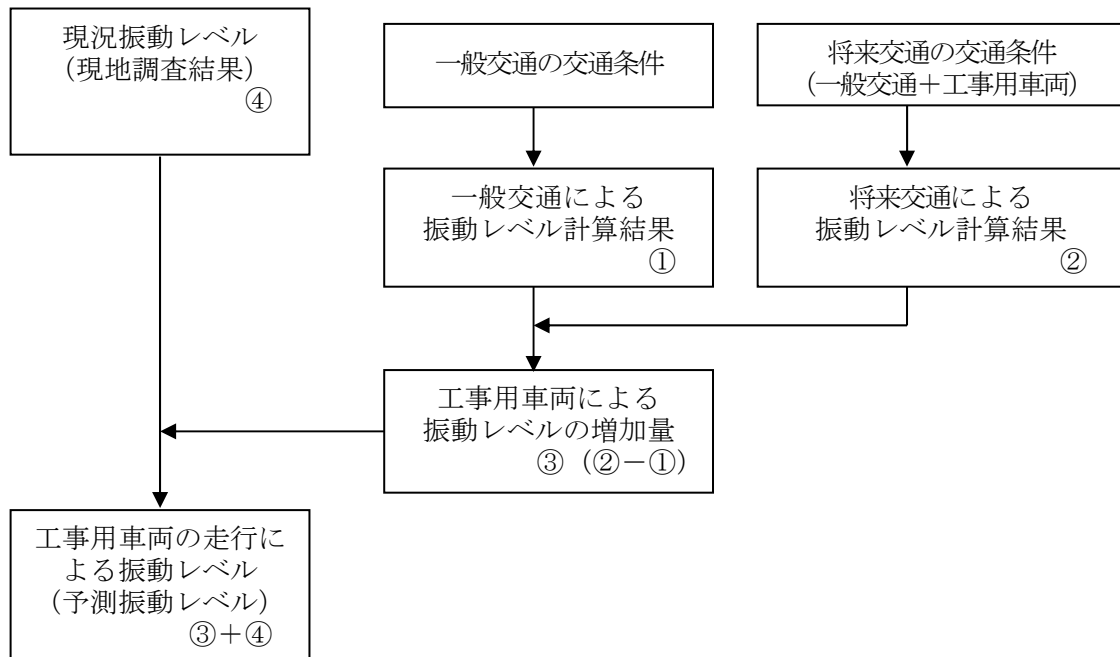 現況振動レベル
(現地調査結果)
④
一般交通の交通条件
将来交通の交通条件
(一般交通+工事用車両)
一般交通による
振動レベル計算結果
①
将来交通による
振動レベル計算結果
②
工事用車両による
振動レベルの増加量
③(②-①)
工事用車両の走行に
よる振動レベル
(予測振動レベル)
③+④